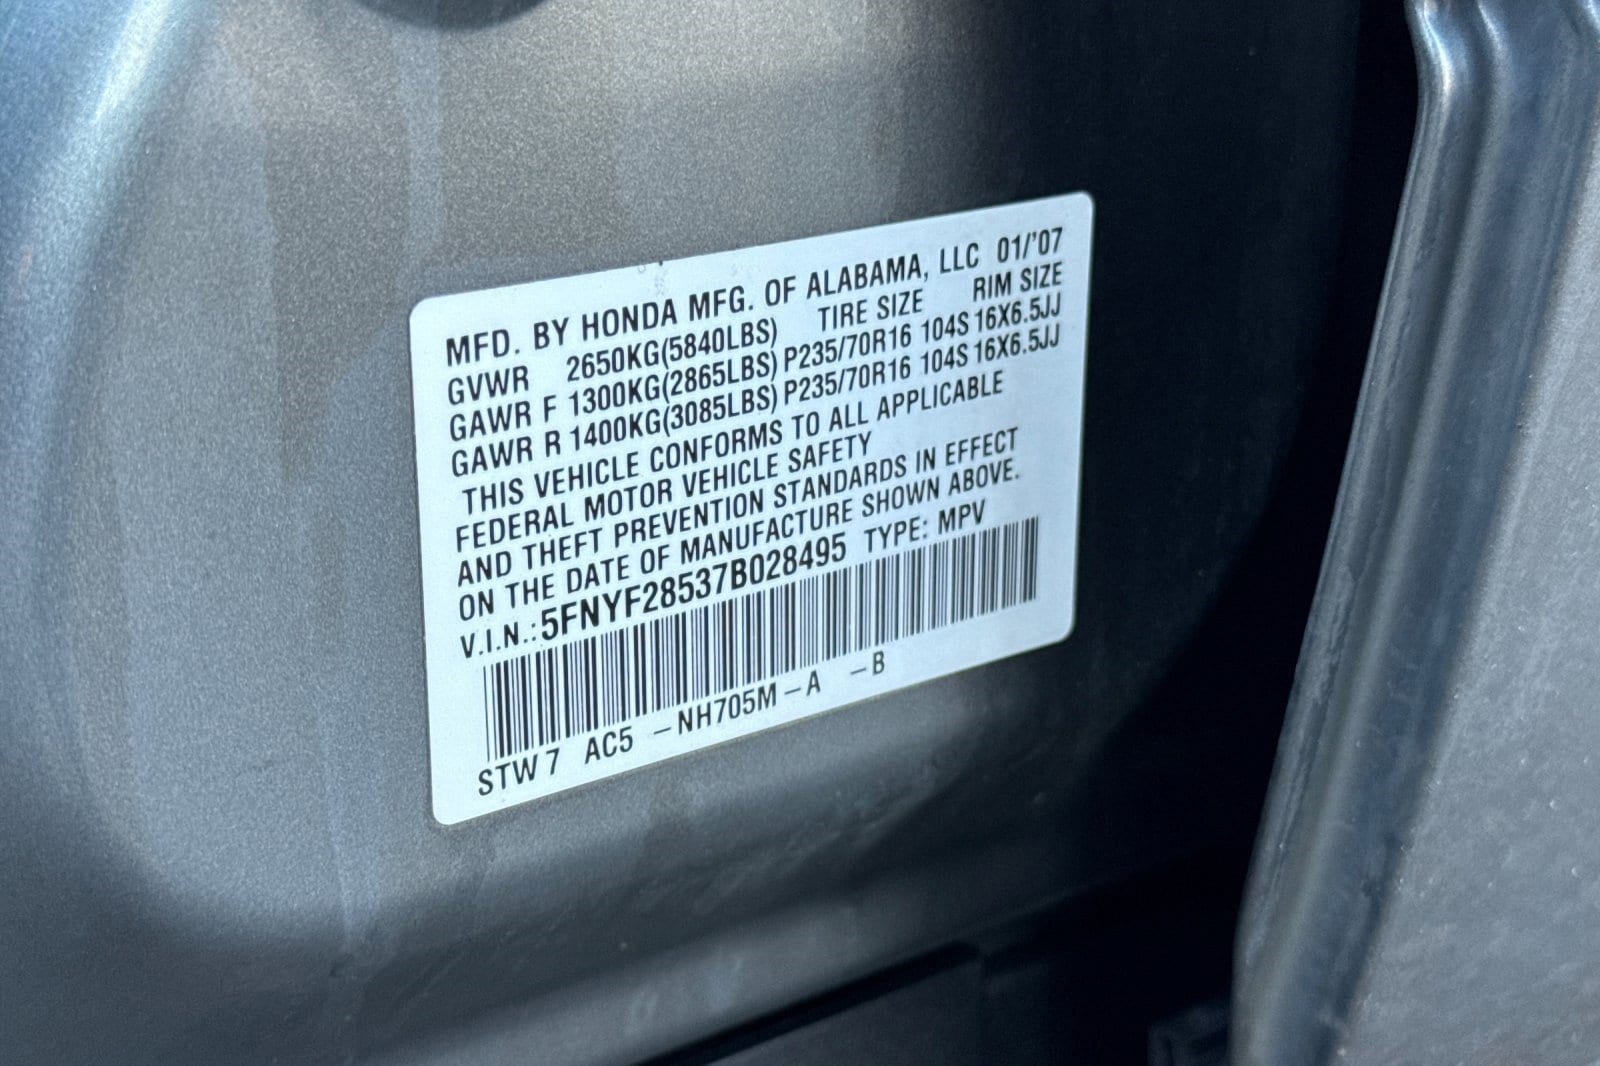 MFD. BY HONDA MFG. OF ALABAMA, LLC 01/'07
GVWR 2650KG(5840LBS) TIRE SIZE RIM SIZE
GAWR F 1300KG(2865LBS) P235/70R16 104S 16X6.5JJ
GAWR R 1400KG(3085LBS) P235/70R16 104S 16X6.5JJ
THIS VEHICLE CONFORMS TO ALL APPLICABLE
FEDERAL MOTOR VEHICLE SAFETY
AND THEFT PREVENTION STANDARDS IN EFFECT
ON THE DATE OF MANUFACTURE SHOWN ABOVE.
V.I.N.: 5FNYF28537B028495 TYPE: MPV
STW 7 AC5 –NH705M –A –B